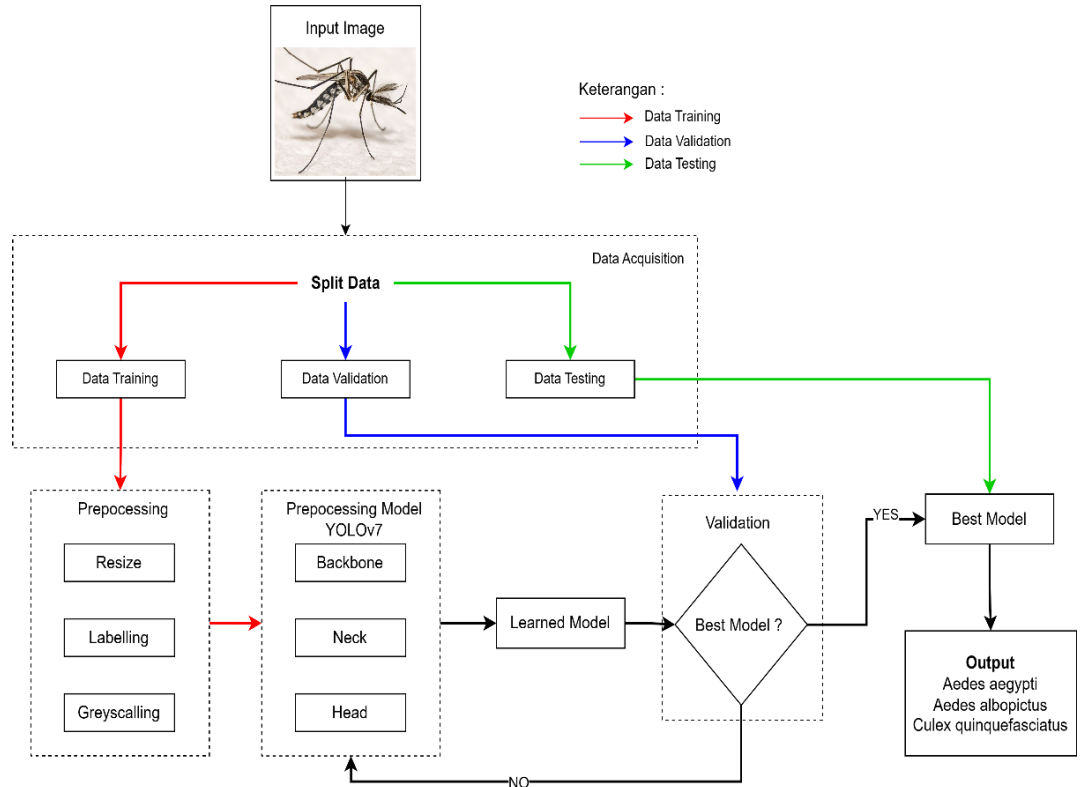 Input Image
Keterangan :
Data Training
Data Validation
Data Testing
Data Acquisition
Split Data
Data Training
Data Validation
Data Testing
Prepocessing
Resize
Labelling
Greyscalling
Prepocessing Model
YOLOv7
Backbone
Neck
Head
Learned Model
Validation
Best Model ?
YES
NO
Best Model
Output
Aedes aegypti
Aedes albopictus
Culex quinquefasciatus